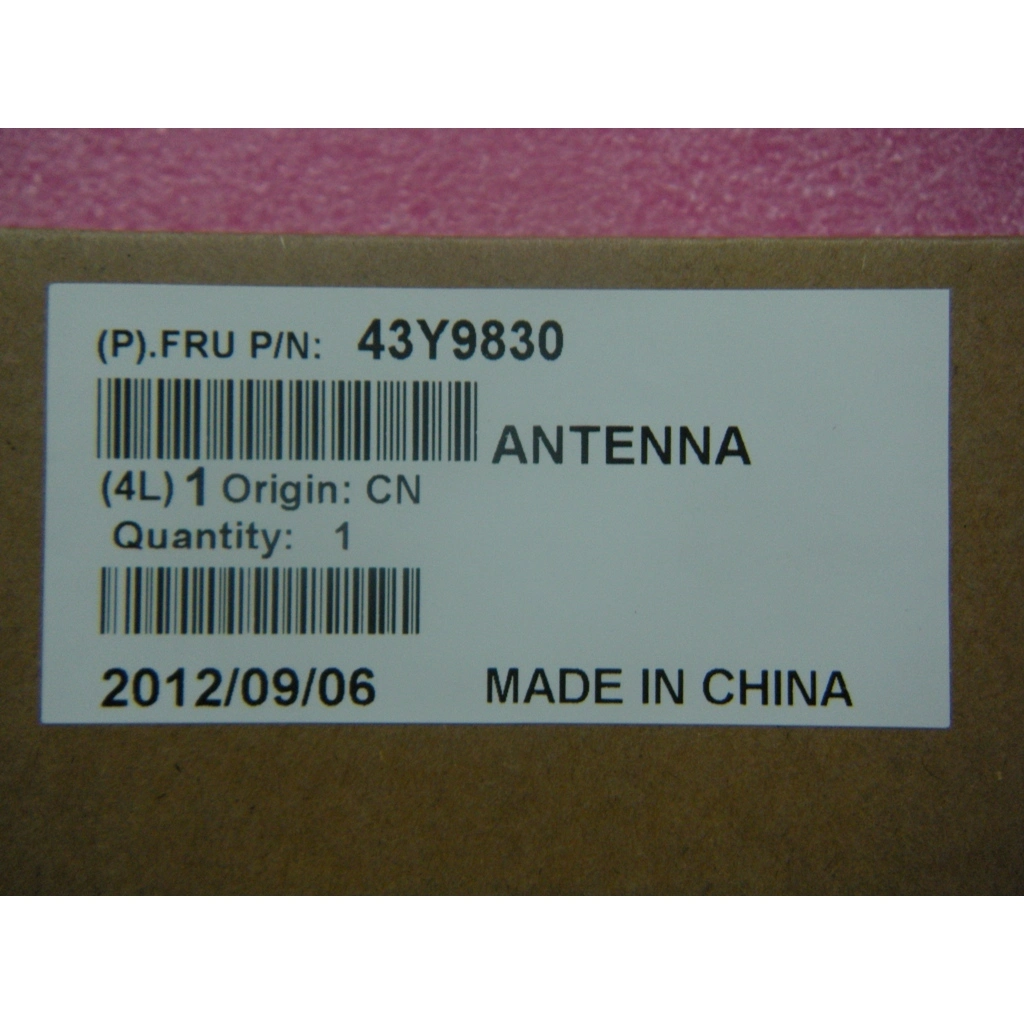 (P).FRU P/N: 43Y9830
ANTENNA
(4L) 1 Origin: CN
Quantity: 1
2012/09/06 MADE IN CHINA